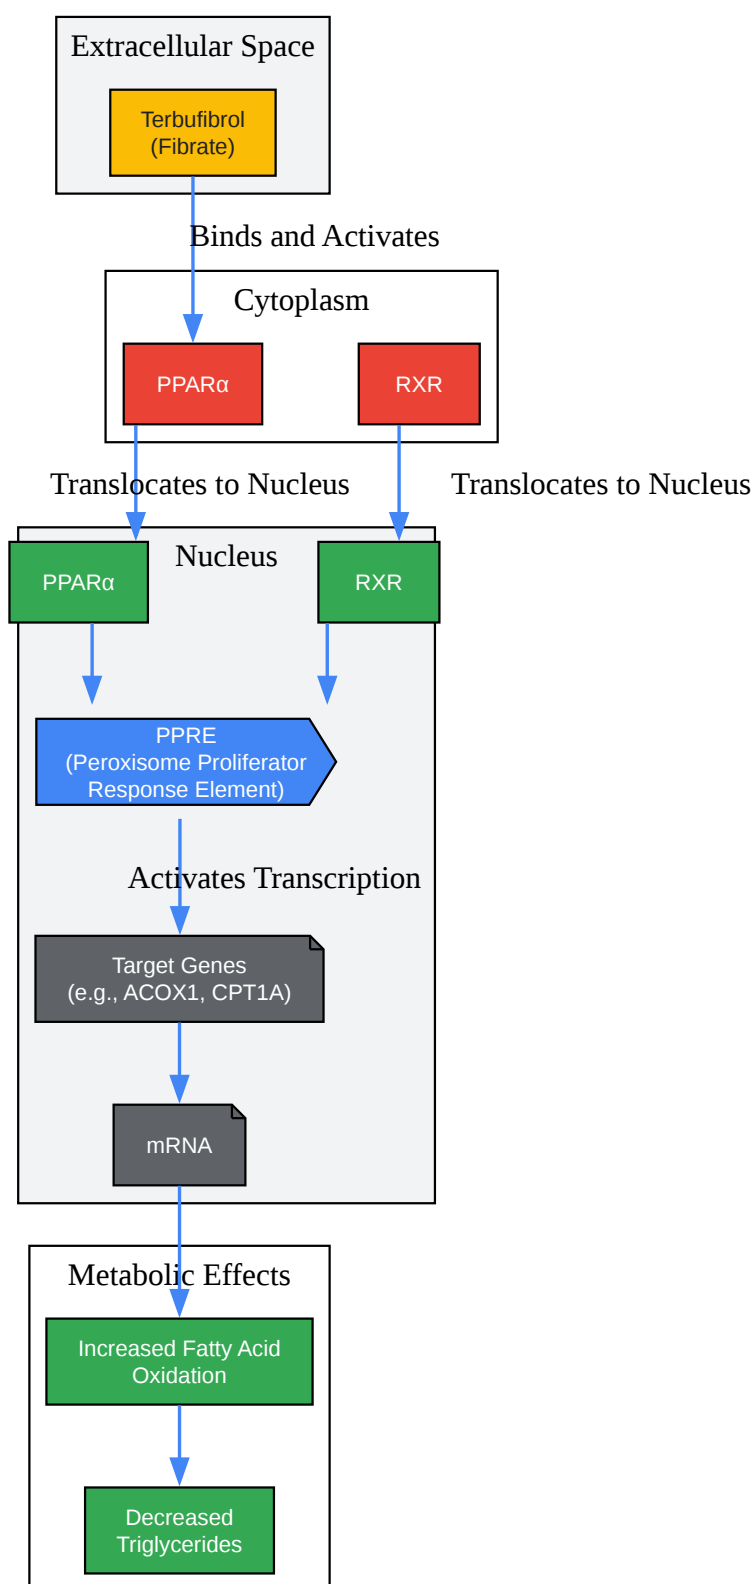 Extracellular Space
Terbufibrol
(Fibrate)
Binds and Activates
Cytoplasm
PPARα
RXR
Translocates to Nucleus
Translocates to Nucleus
Nucleus
PPARα
RXR
PPRE
(Peroxisome Proliferator
Response Element)
Activates Transcription
Target Genes
(e.g., ACOX1, CPT1A)
mRNA
Metabolic Effects
Increased Fatty Acid
Oxidation
Decreased
Triglycerides